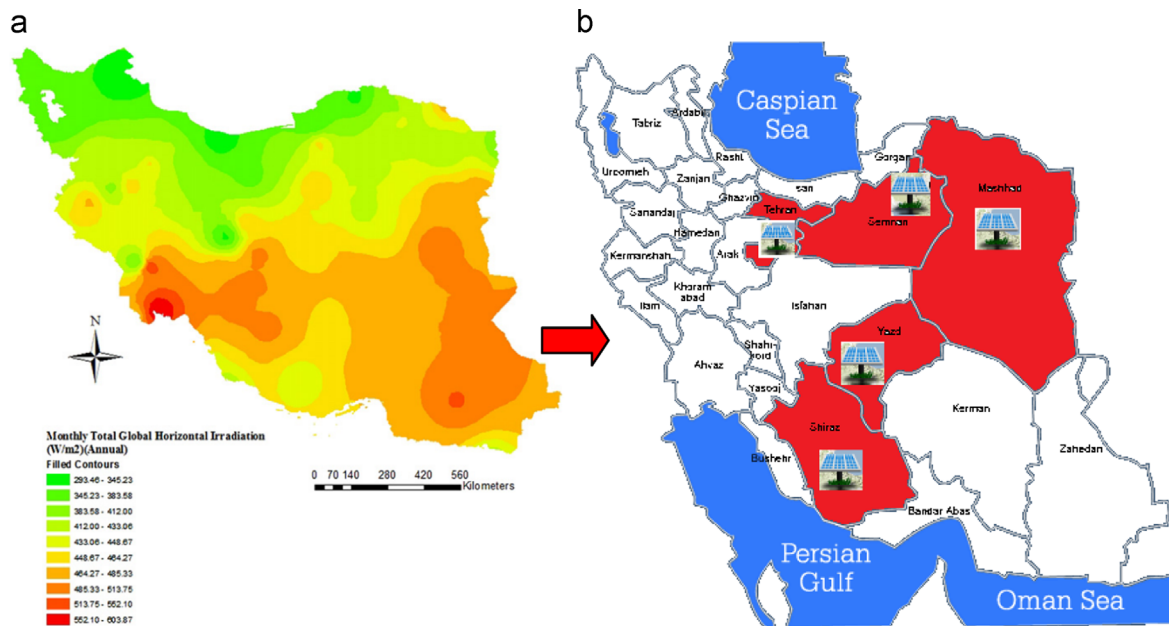 a
N
Monthly Total Global Horizontal Irradiation
(W/m2)(Annual)
Filled Contours
293.46 - 345.23
345.23 - 383.58
383.58 - 412.00
412.00 - 433.06
433.06 - 448.67
448.67 - 464.27
464.27 - 485.33
485.33 - 513.75
513.75 - 552.10
552.10 - 603.87
0 70 140 280 420 560
Kilometers
b
Caspian
Sea
Ardabil
Tabriz
Rasht
Gorgan
Uroomieh
Zanjan
san
Mashhad
Ghazvin
Tehran
Sanandaj
Semnan
Hamedan
Kermanshah
Arak
Khoram
abad
Ilam
Isfahan
Yazd
Shahr
kord
Ahvaz
Yasooj
Kerman
Shiraz
Zahedan
Bushehr
Bandar Abas
Persian
Gulf
Oman Sea